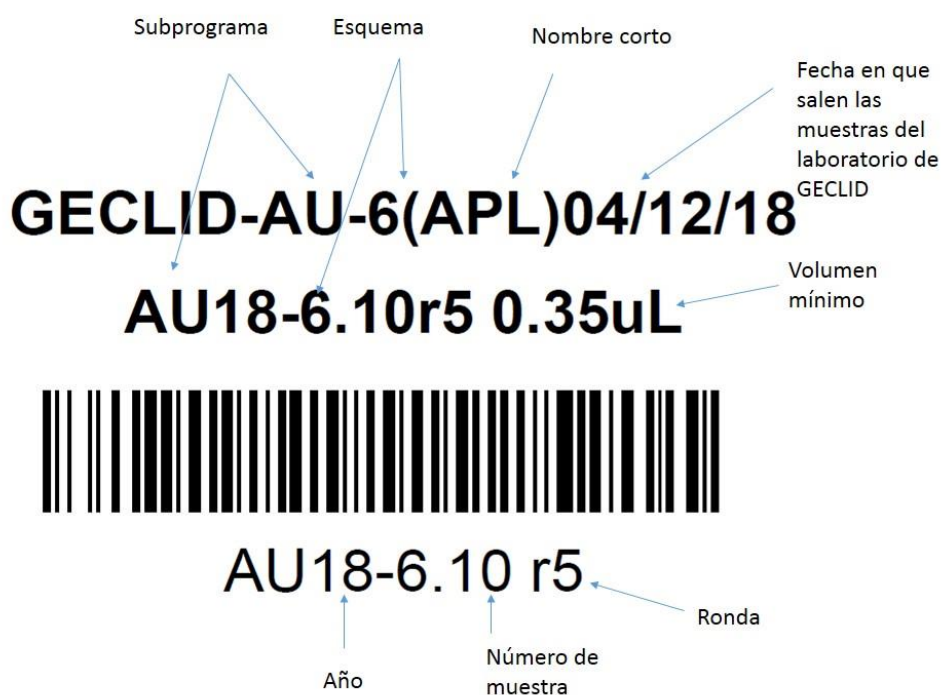 Subprograma
Esquema
Nombre corto
Fecha en que
salen las
muestras del
laboratorio de
GECLID
GECLID-AU-6(APL)04/12/18
Volumen
mínimo
AU18-6.10r5 0.35uL
AU18-6.10 r5
Ronda
Año
Número de
muestra